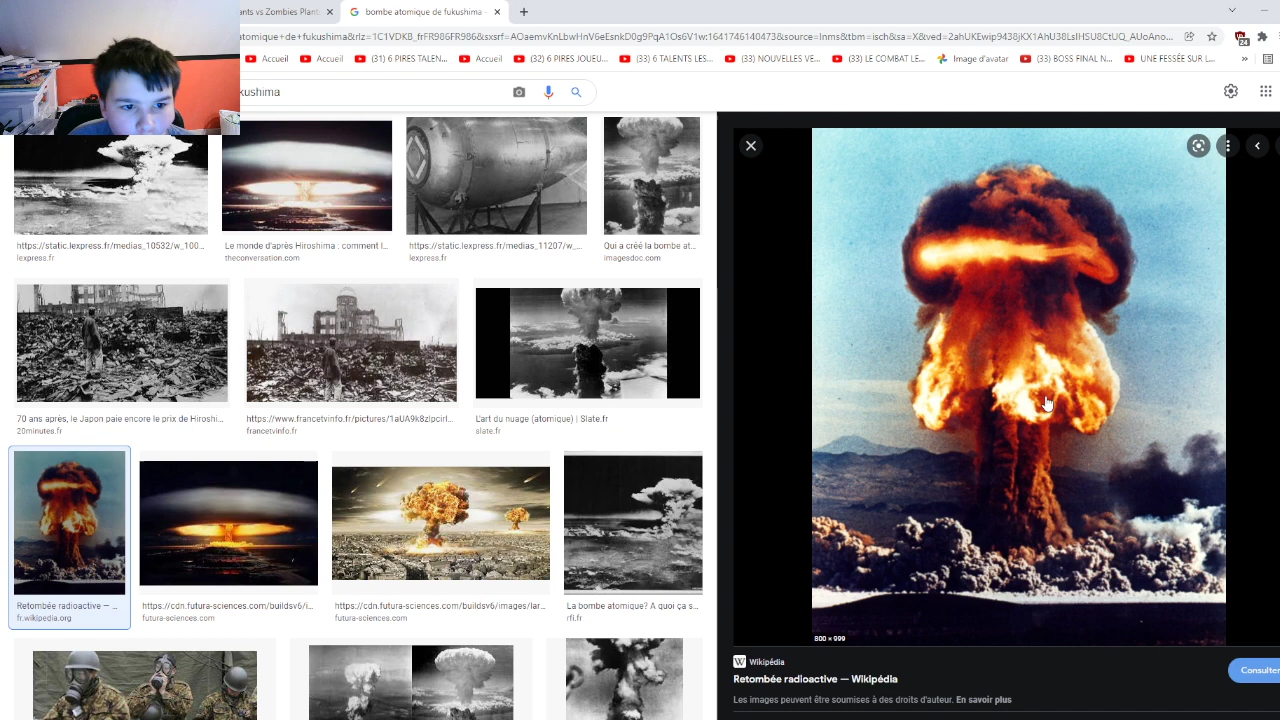 ants vs Zombies Plant
bombe atomique de fukushima -
atomique+de+fukushima&rlz=1C1VDKB_frFR986FR986&sxsrf=AOaemvKnLbwHnV6eEsnkD0g9PqA1Os6V1w:1641746140473&source=lnms&tbm=isch&sa=X&ved=2ahUKEwip9438jKX1AhU38LsIHSU8CtUQ_AUoAno...
24
Accueil
Accueil
(31) 6 PIRES TALEN...
Accueil
(32) 6 PIRES JOUEU...
(33) 6 TALENTS LES...
(33) NOUVELLES VE...
(33) LE COMBAT LE...
Image d'avatar
(33) BOSS FINAL N...
UNE FESSÉE SUR L...
»
kushima
https://static.lexpress.fr/medias_10532/w_100...
lexpress.fr
Le monde d'après Hiroshima : comment l...
theconversation.com
https://static.lexpress.fr/medias_11207/w_...
lexpress.fr
Qui a créé la bombe at...
imagesdoc.com
70 ans après, le Japon paie encore le prix de Hiroshi...
20minutes.fr
https://www.francetvinfo.fr/pictures/1aUA9k8zlpcirl...
francetvinfo.fr
L'art du nuage (atomique) | Slate.fr
slate.fr
Retombée radioactive — ...
fr.wikipedia.org
https://cdn.futura-sciences.com/buildsv6/i...
futura-sciences.com
https://cdn.futura-sciences.com/buildsv6/images/lar...
futura-sciences.com
La bombe atomique? A quoi ça s...
rfi.fr
800 × 999
W Wikipédia
Retombée radioactive — Wikipédia
Consulter
Les images peuvent être soumises à des droits d'auteur. En savoir plus